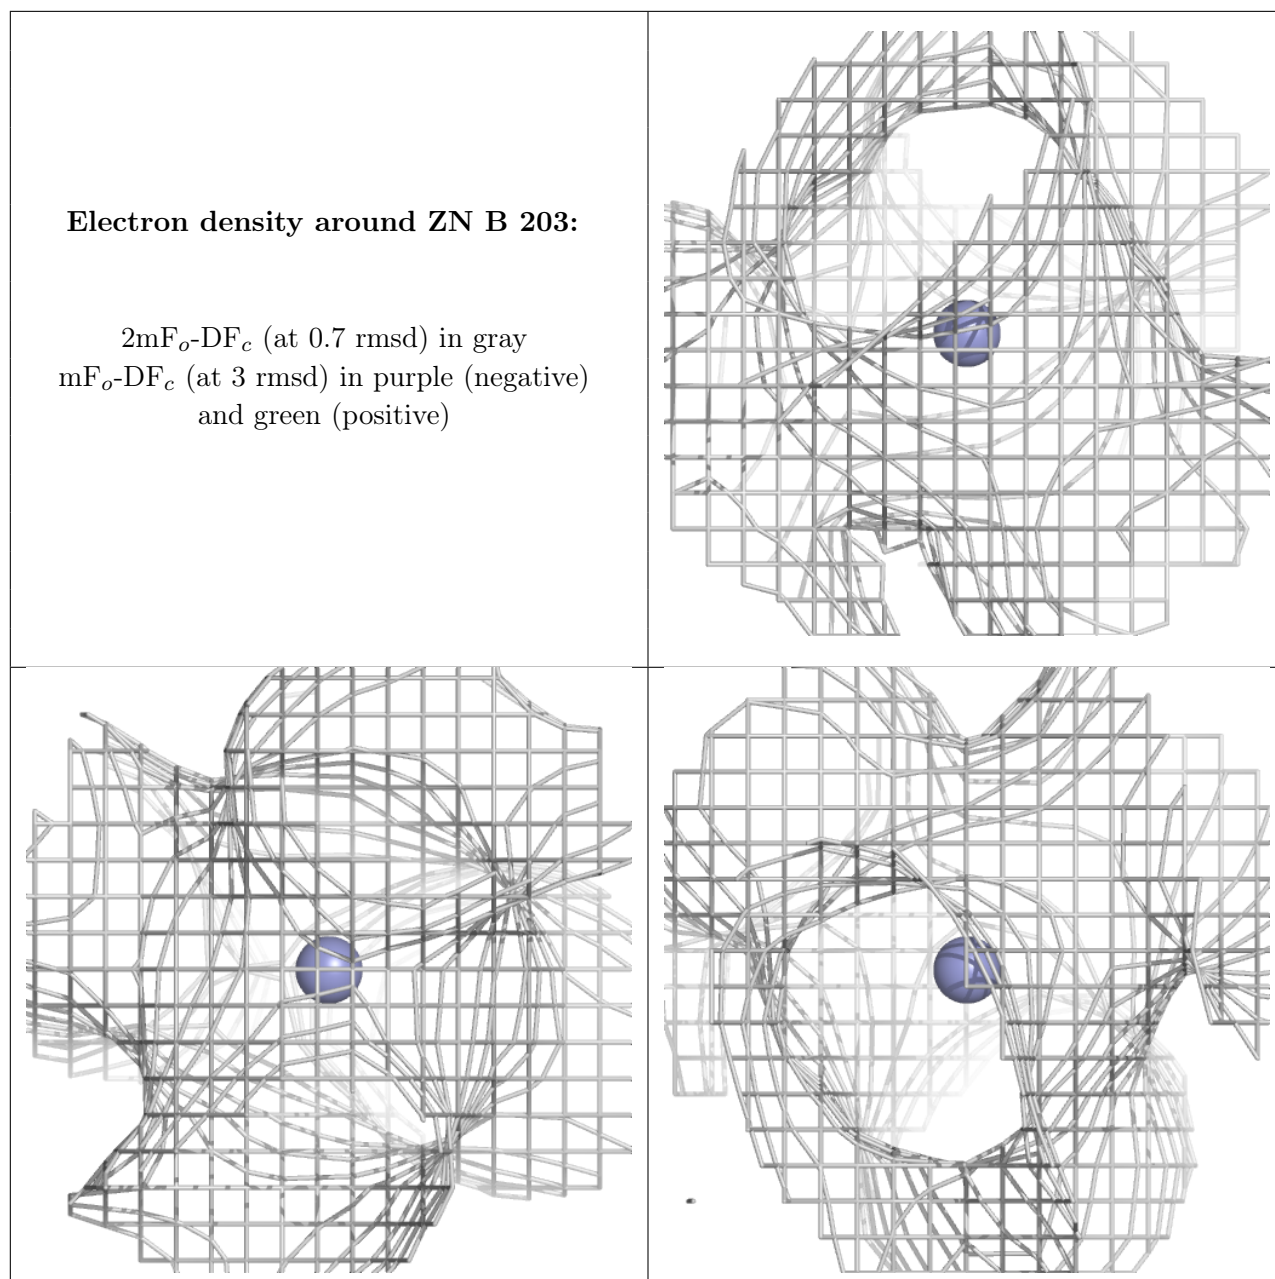 Electron density around ZN B 203:
2mFo-DFc (at 0.7 rmsd) in gray
mFo-DFc (at 3 rmsd) in purple (negative)
and green (positive)